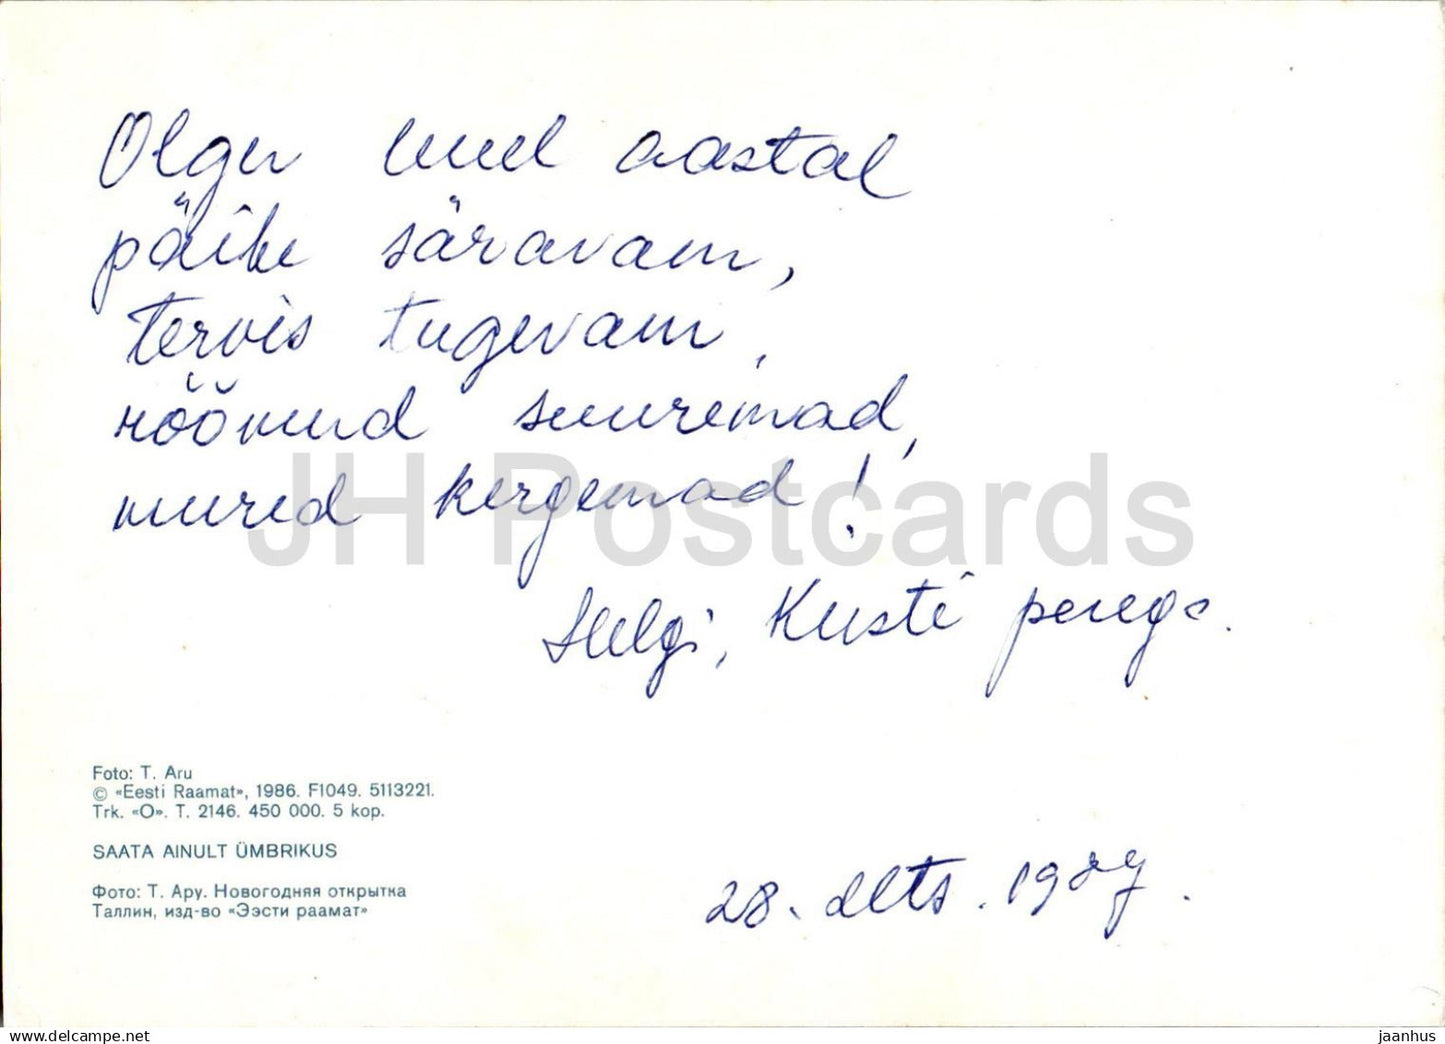 Olgu uuel aastal
päike säravam,
tervis tugevam,
rõõmud suuremad,
mured kergemad!
Helgi, Kusti perega.
Foto: T. Aru
© «Eesti Raamat», 1986. F1049. 5113221.
Trk. «O». T. 2146. 450 000. 5 kop.
SAATA AINULT ÜMBRIKUS
Фото: Т. Ару. Новогодняя открытка
Таллин, изд-во «Ээсти раамат»
28. dets.
JH Postcards
www.delcampe.net
jaanhus